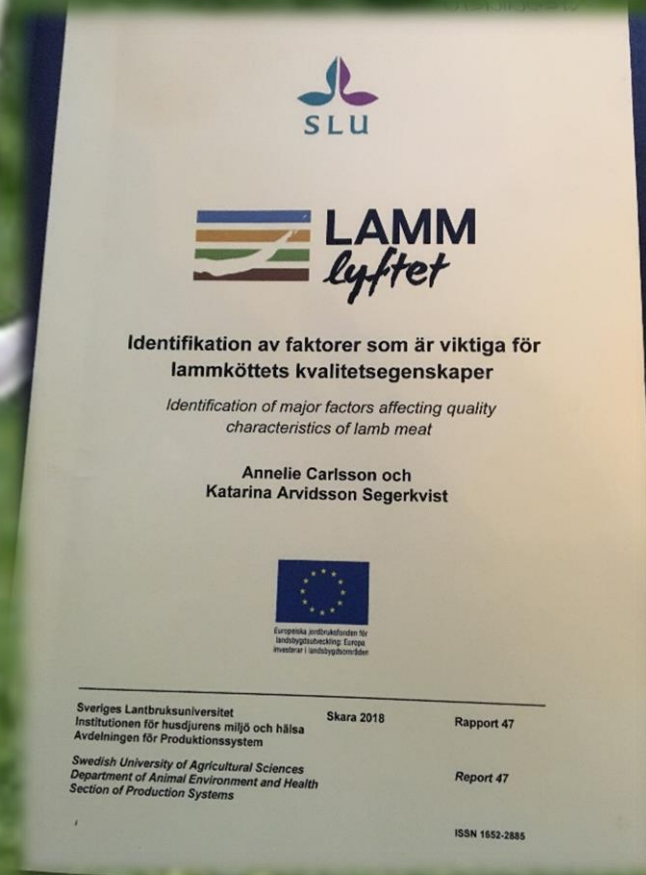 SLU
LAMM
lyftet
Identifikation av faktorer som är viktiga för
lammköttets kvalitetsegenskaper
Identification of major factors affecting quality
characteristics of lamb meat
Annelie Carlsson och
Katarina Arvidsson Segerkvist
Europeiska jordbruksfonden för
landsbygdsutveckling: Europa
investerar i landsbygdsområden
Sveriges Lantbruksuniversitet
Institutionen för husdjurens miljö och hälsa
Avdelningen för Produktionssystem
Skara 2018
Rapport 47
Swedish University of Agricultural Sciences
Department of Animal Environment and Health
Section of Production Systems
Report 47
ISSN 1652-2885